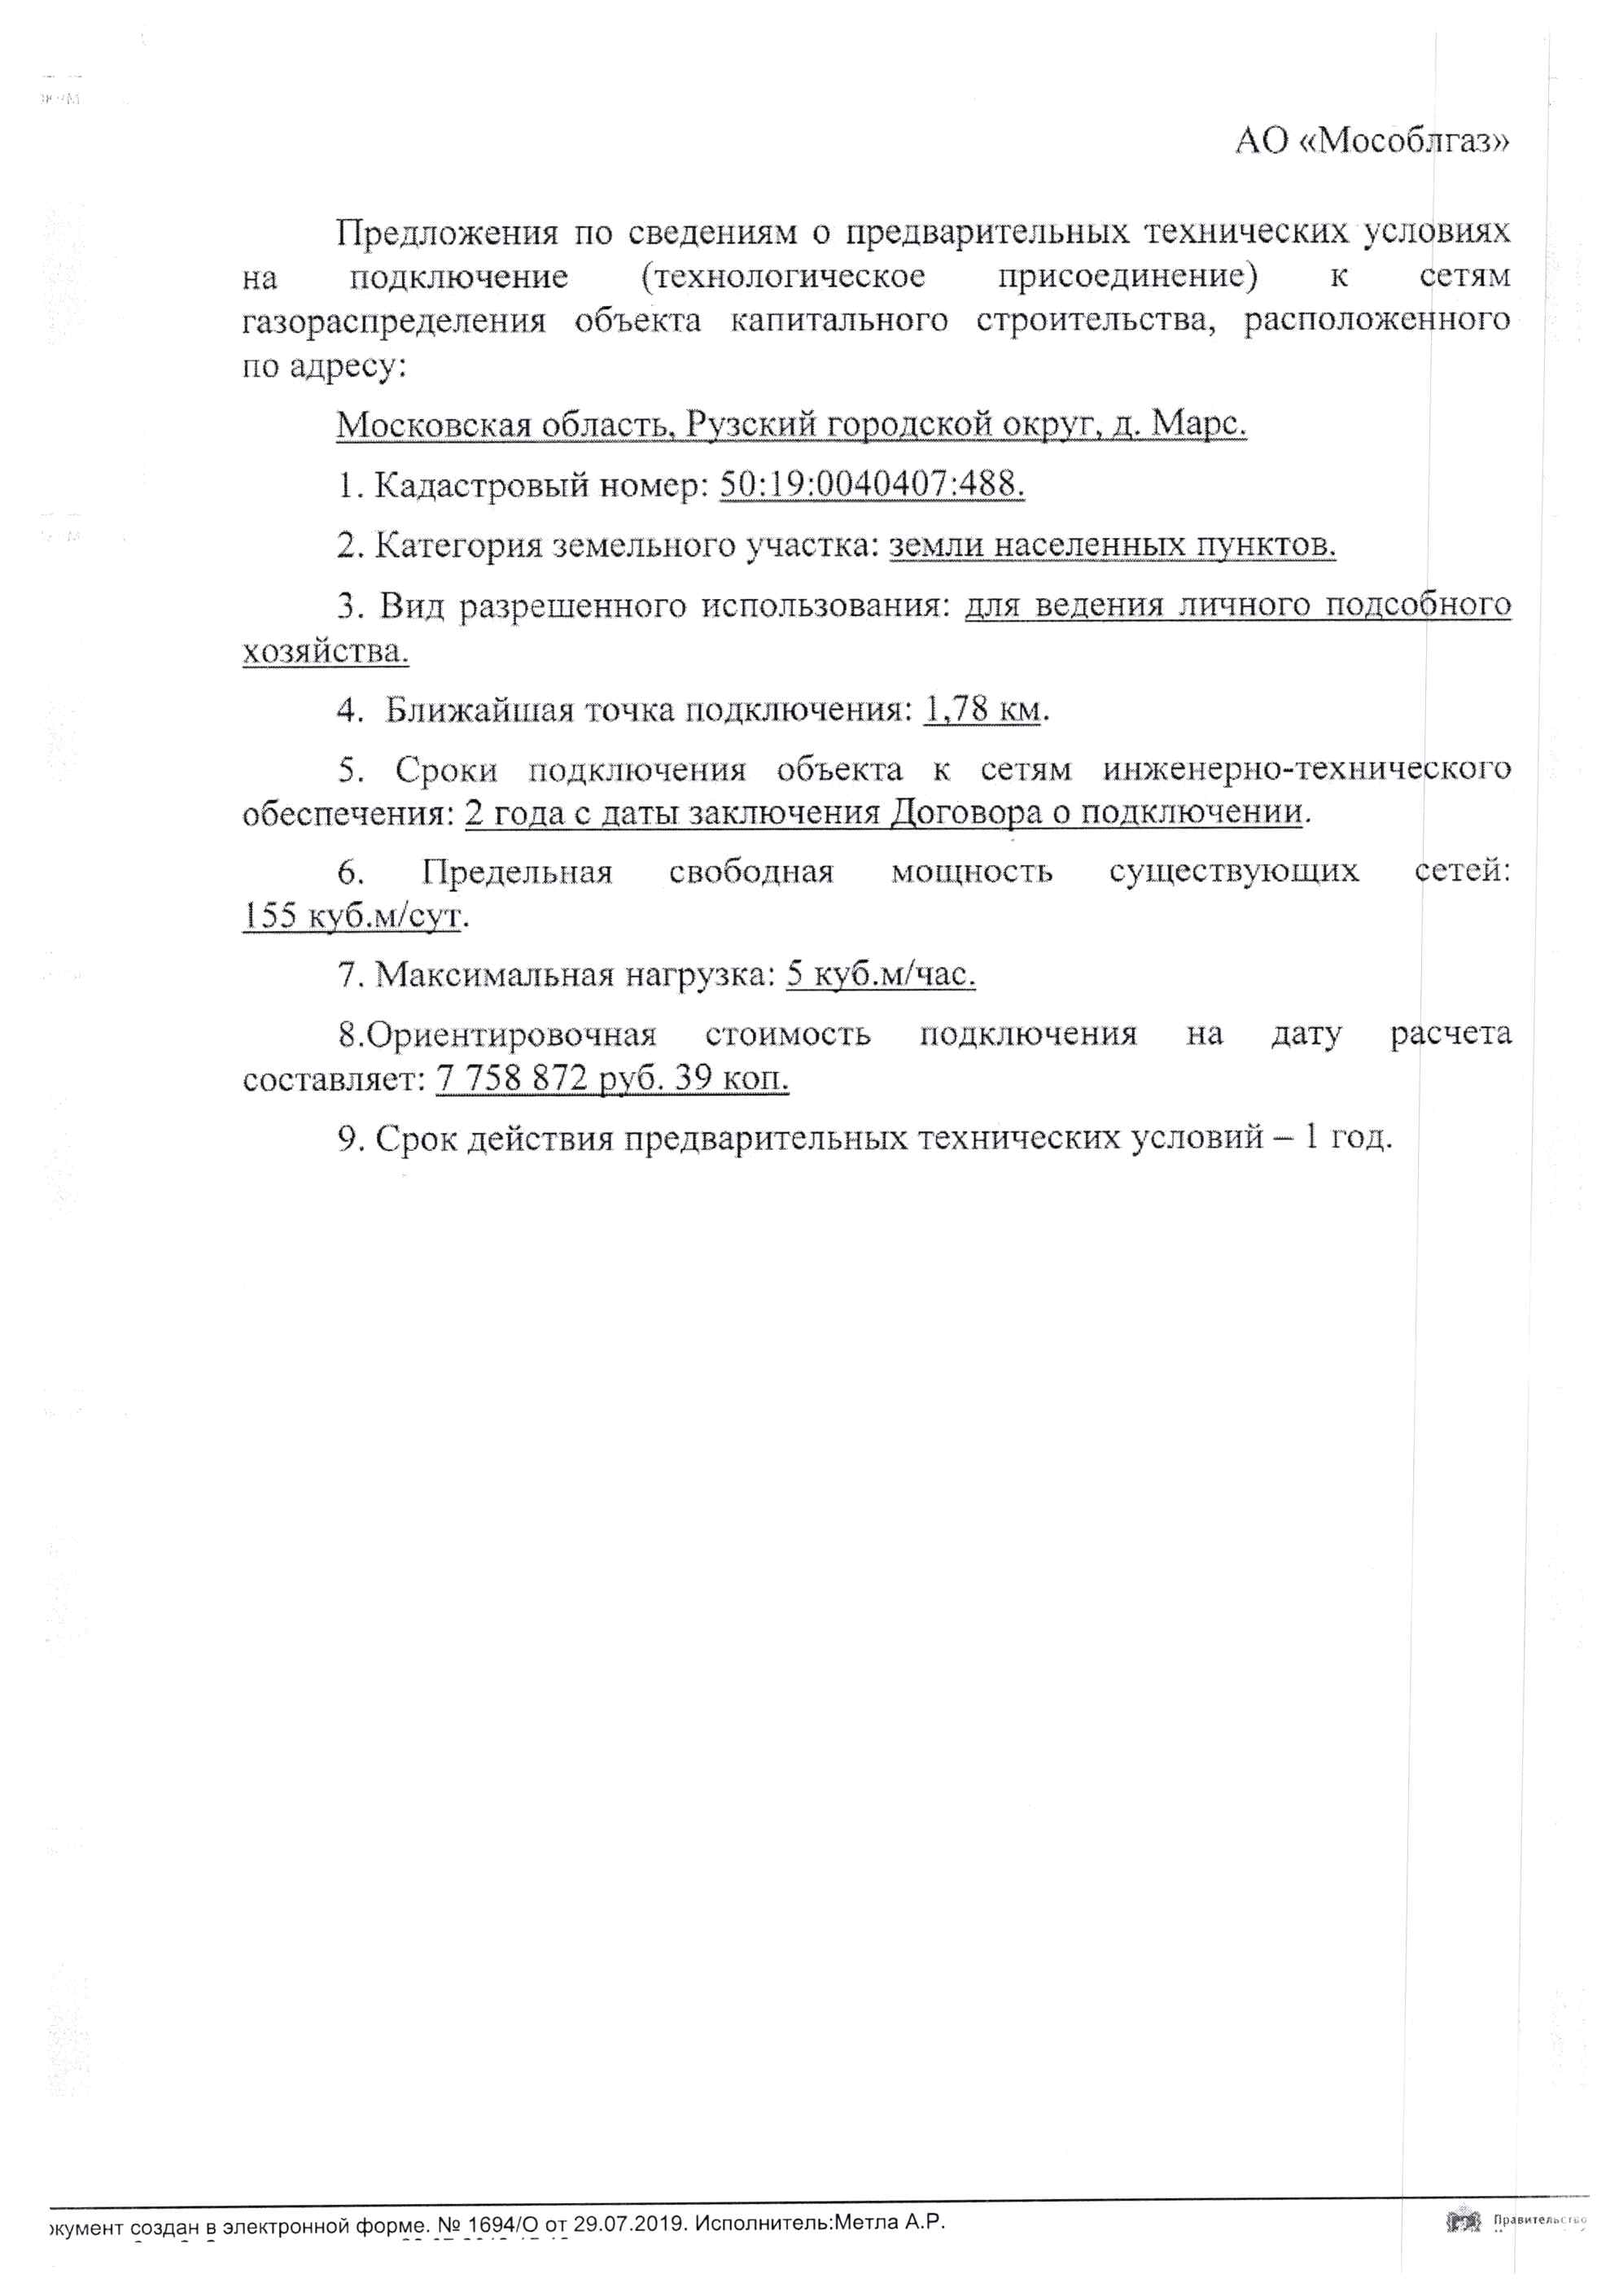 АО «Мособлгаз»
Предложения по сведениям о предварительных технических условиях
на подключение (технологическое присоединение) к сетям
газораспределения объекта капитального строительства, расположенного
по адресу:
Московская область, Рузский городской округ, д. Марс.
1. Кадастровый номер: 50:19:0040407:488.
2. Категория земельного участка: земли населенных пунктов.
3. Вид разрешенного использования: для ведения личного подсобного
хозяйства.
4. Ближайшая точка подключения: 1,78 км.
5. Сроки подключения объекта к сетям инженерно-технического
обеспечения: 2 года с даты заключения Договора о подключении.
6. Предельная свободная мощность существующих сетей:
155 куб.м/сут.
7. Максимальная нагрузка: 5 куб.м/час.
8.Ориентировочная стоимость подключения на дату расчета
составляет: 7 758 872 руб. 39 коп.
9. Срок действия предварительных технических условий – 1 год.
кумент создан в электронной форме. № 1694/О от 29.07.2019. Исполнитель:Метла А.Р.
Правительство